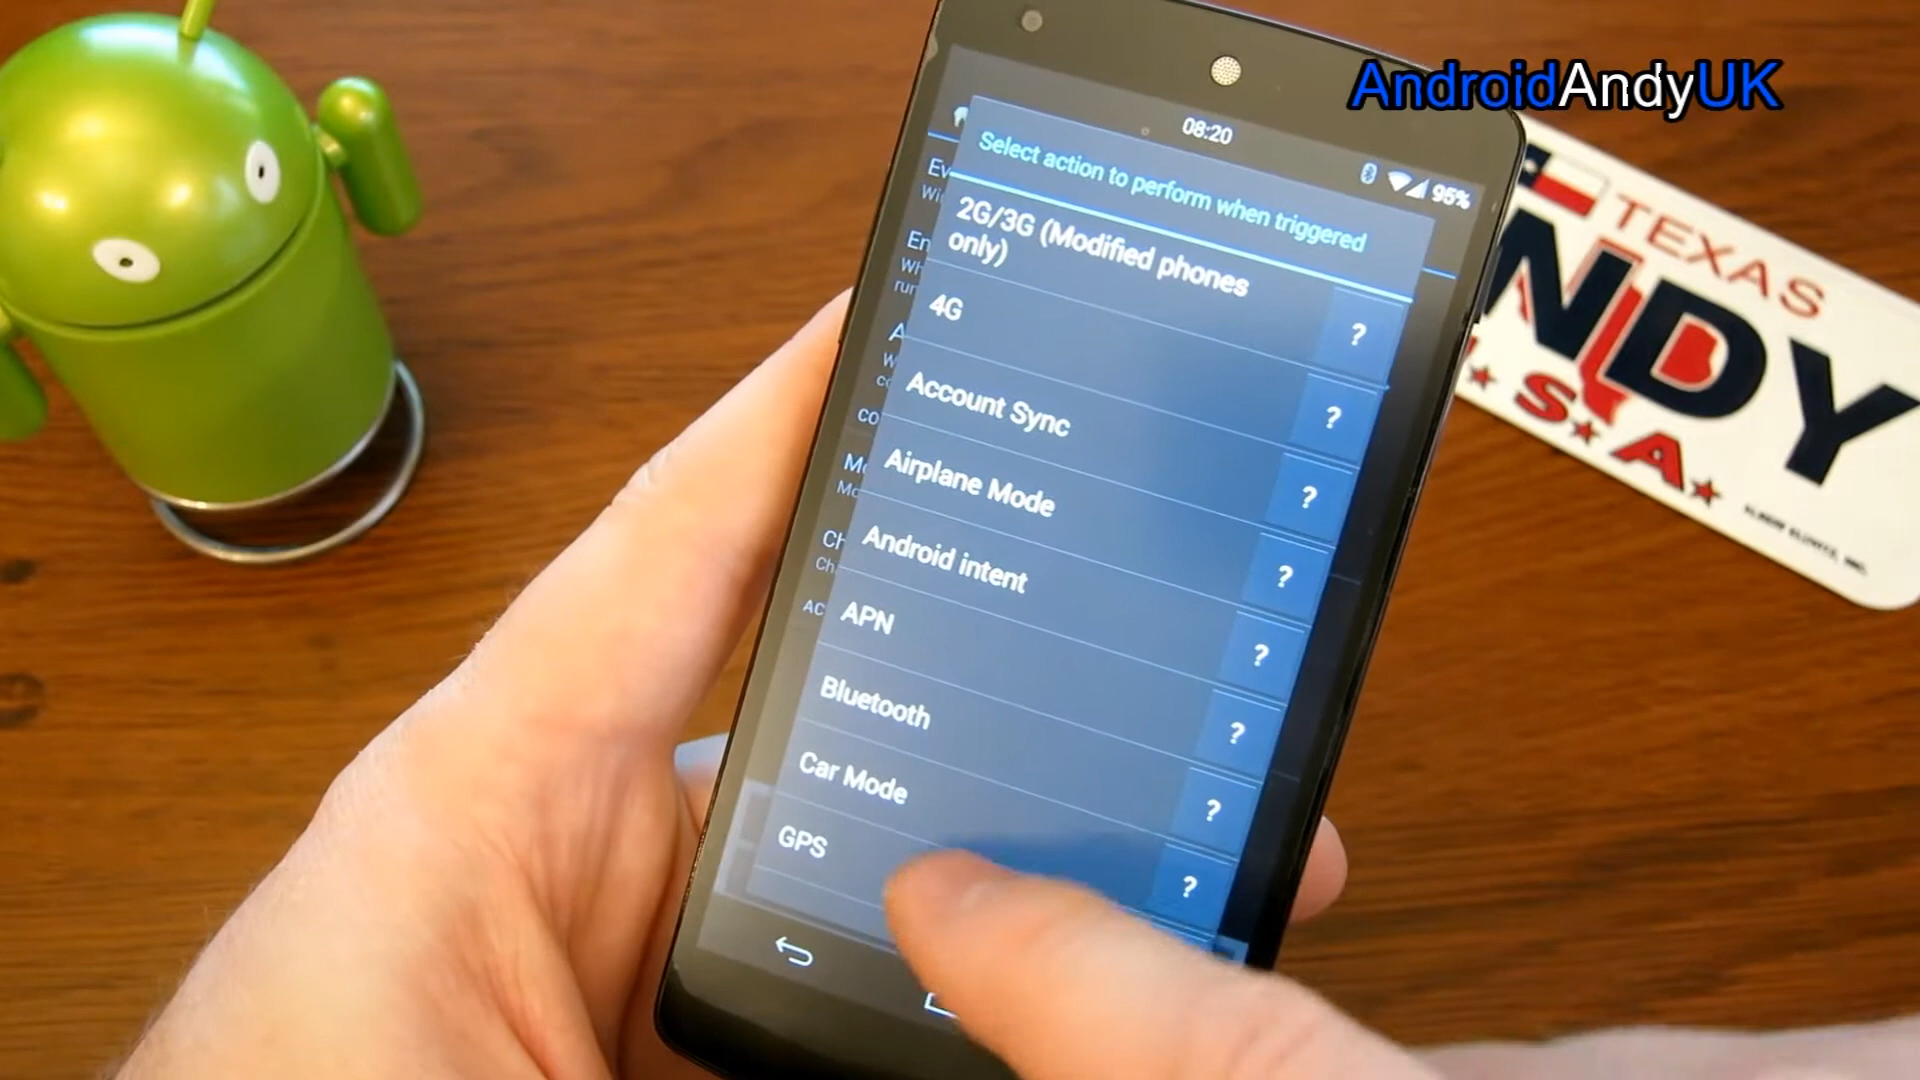 AndroidAndyUK
08:20
95%
Select action to perform when triggered
2G/3G (Modified phones
only)
?
4G
?
Account Sync
?
Airplane Mode
?
Android intent
?
APN
?
Bluetooth
?
Car Mode
?
GPS
TEXAS
NDY
S.A.